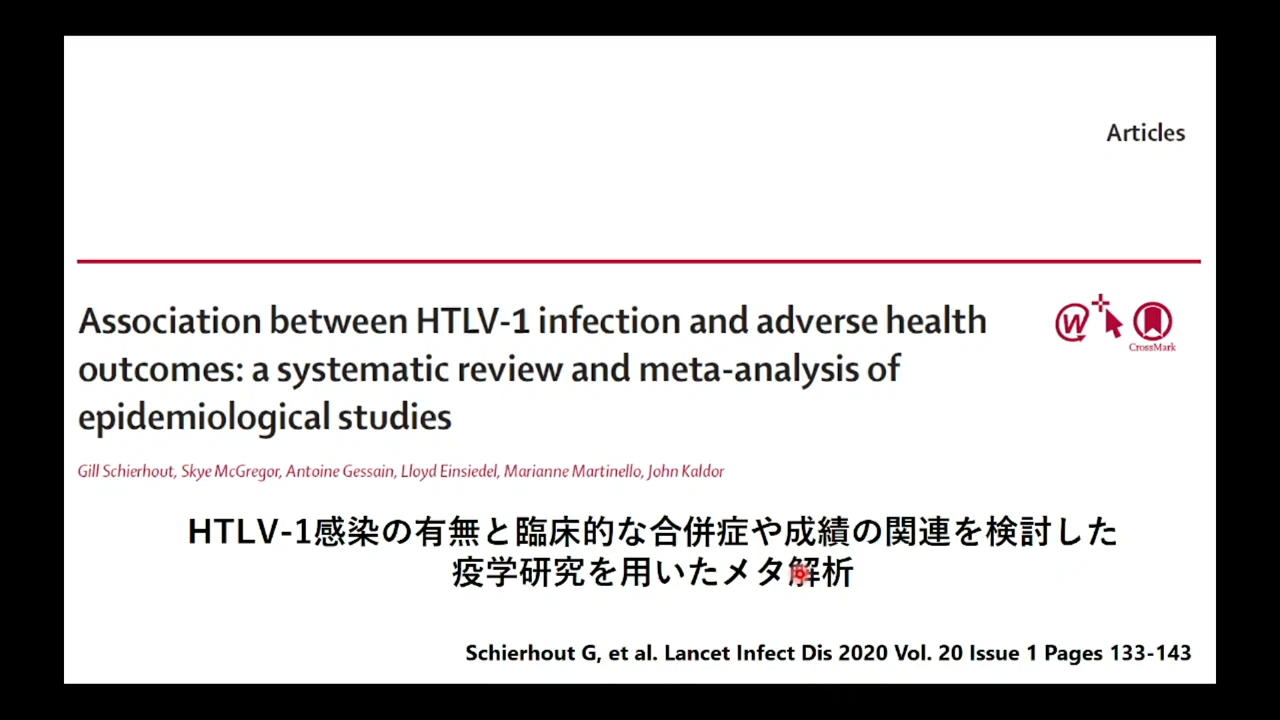 Articles
Association between HTLV-1 infection and adverse health
outcomes: a systematic review and meta-analysis of
epidemiological studies
W
CrossMark
Gill Schierhout, Skye McGregor, Antoine Gessain, Lloyd Einsiedel, Marianne Martinello, John Kaldor
HTLV-1感染の有無と臨床的な合併症や成績の関連を検討した
疫学研究を用いたメタ解析
Schierhout G, et al. Lancet Infect Dis 2020 Vol. 20 Issue 1 Pages 133-143